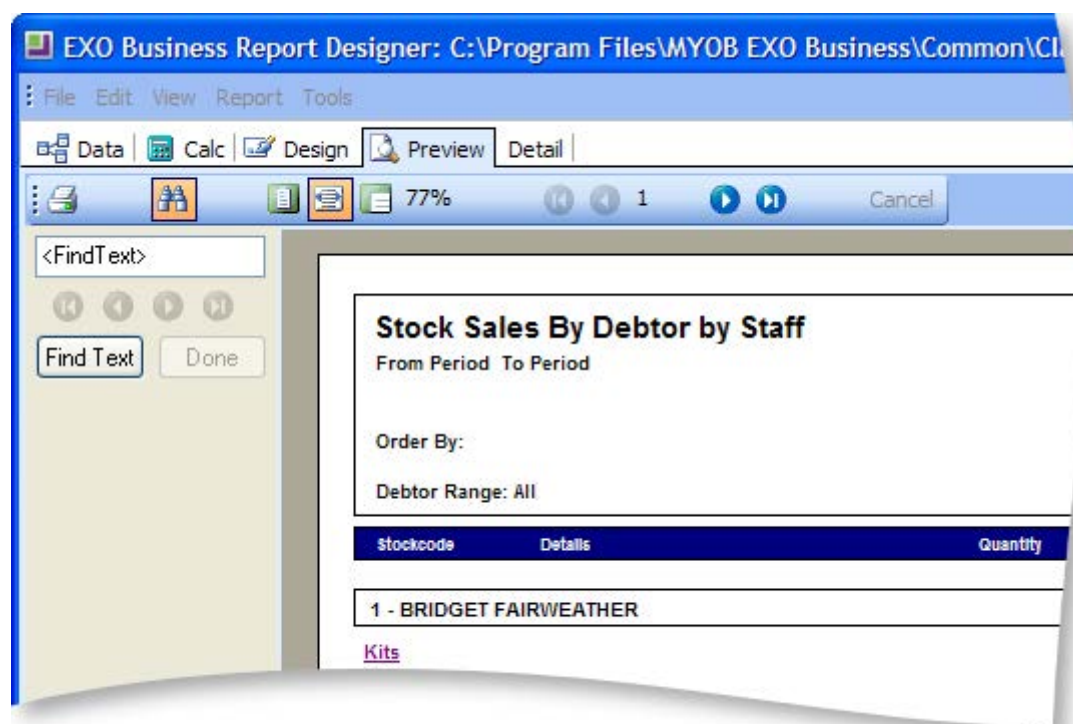 EXO Business Report Designer: C:\Program Files\MYOB EXO Business\Common\Cl
File Edit View Report Tools
Data Calc Design Preview Detail
77% 1 Cancel
<FindText>
Find Text Done
Stock Sales By Debtor by Staff
From Period To Period
Order By:
Debtor Range: All
Stockcode Details Quantity
1 - BRIDGET FAIRWEATHER
Kits